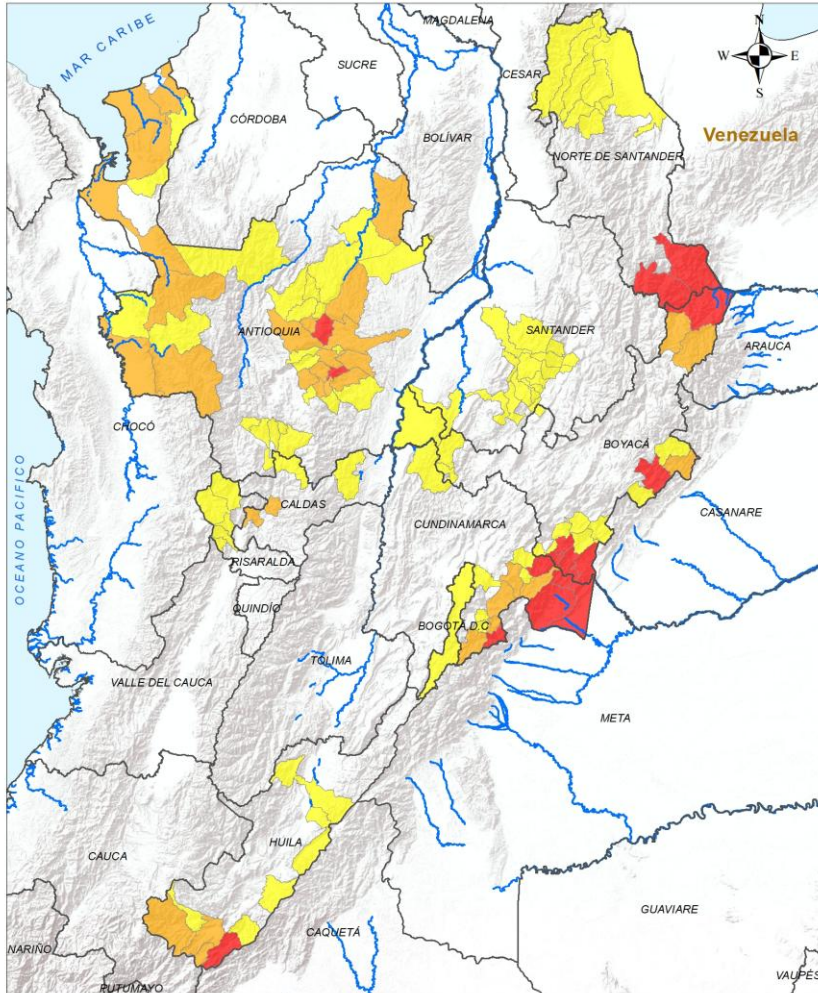 MAR CARIBE
MAGDALENA
SUCRE
CESAR
CÓRDOBA
BOLÍVAR
N
W E
S
Venezuela
NORTE DE SANTANDER
ANTIOQUIA
SANTANDER
ARAUCA
CHOCÓ
BOYACÁ
OCEANO PACIFICO
CALDAS
CUNDINAMARCA
CASANARE
RISARALDA
QUINDÍO
BOGOTÁ,D.C
TOLIMA
VALLE DEL CAUCA
META
HUILA
CAUCA
GUAVIARE
CAQUETÁ
NARIÑO
PUTUMAYO
VAUPÉS